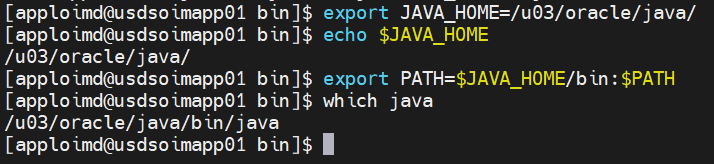 [apploimd@usdsoimapp01 bin]$ export JAVA_HOME=/u03/oracle/java/
[apploimd@usdsoimapp01 bin]$ echo $JAVA_HOME
/u03/oracle/java/
[apploimd@usdsoimapp01 bin]$ export PATH=$JAVA_HOME/bin:$PATH
[apploimd@usdsoimapp01 bin]$ which java
/u03/oracle/java/bin/java
[apploimd@usdsoimapp01 bin]$